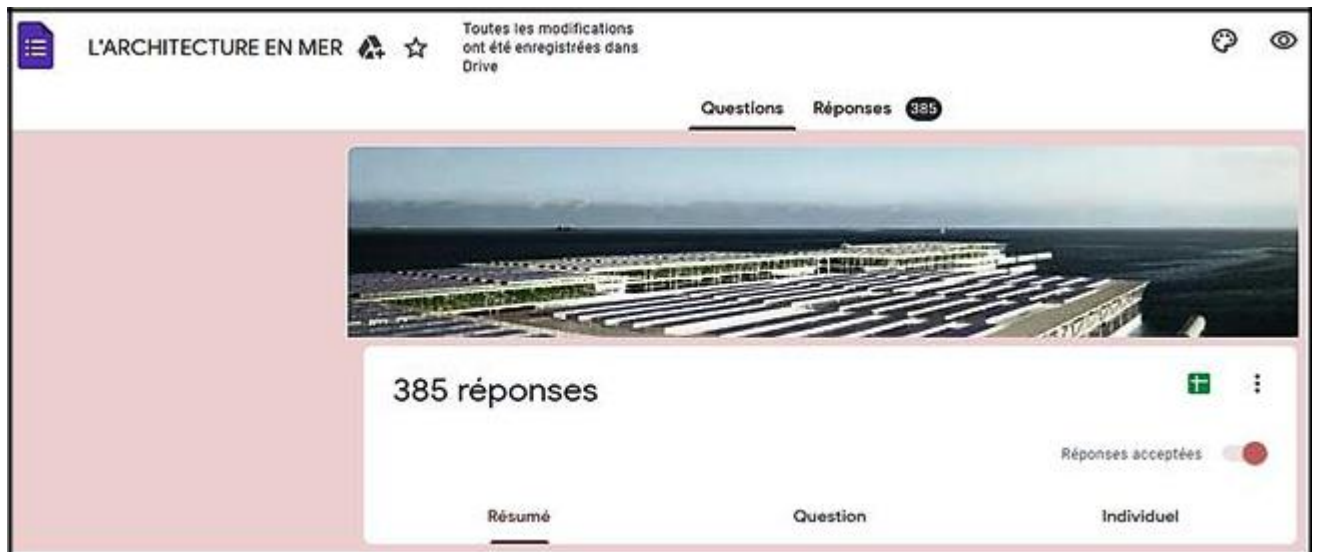 L'ARCHITECTURE EN MER
Toutes les modifications
ont été enregistrées dans
Drive
Questions Réponses 385
385 réponses
Réponses acceptées
Résumé Question Individuel